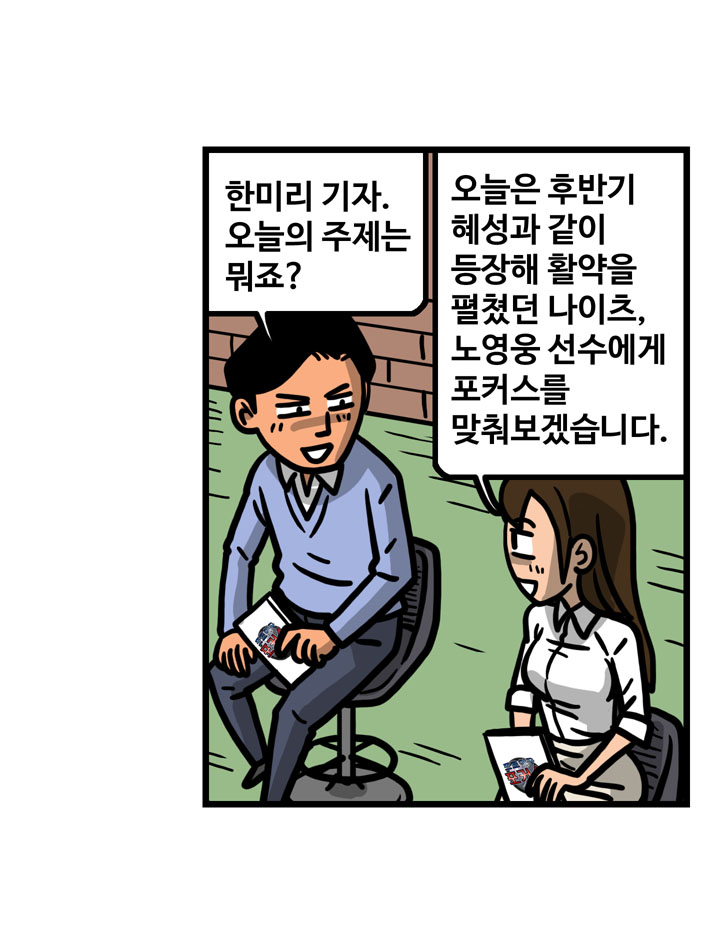 한미리 기자.
오늘의 주제는
뭐죠?
오늘은 후반기
혜성과 같이
등장해 활약을
펼쳤던 나이츠,
노영웅 선수에게
포커스를
맞춰보겠습니다.